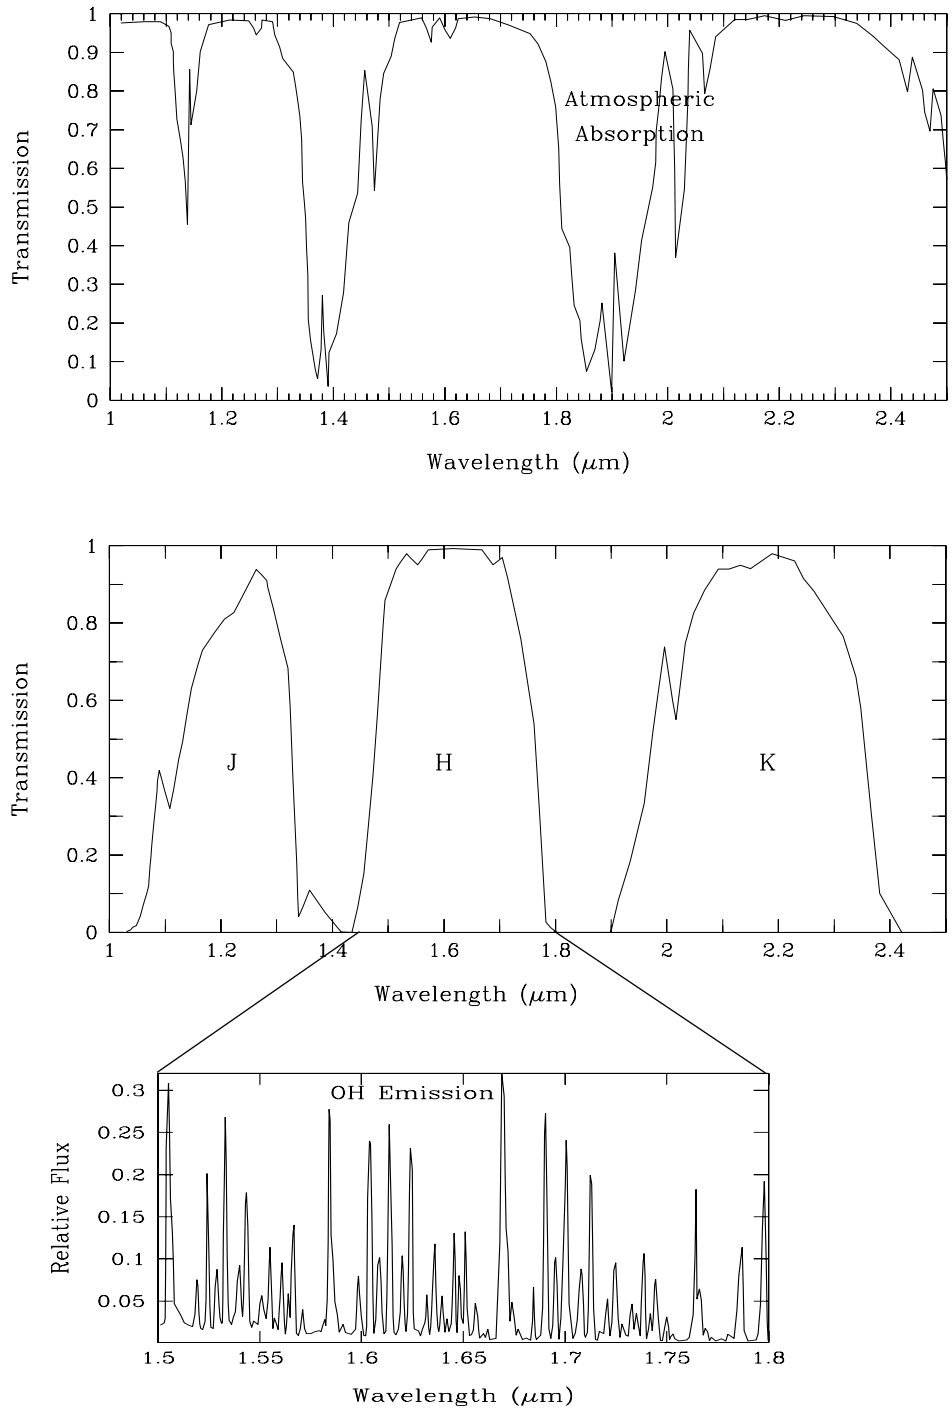 1
0.9
0.8
0.7
0.6
0.5
0.4
0.3
0.2
0.1
0
Transmission
Atmospheric
Absorption
1 1.2 1.4 1.6 1.8 2 2.2 2.4
Wavelength (μm)
1
0.8
0.6
0.4
0.2
0
Transmission
J H K
1 1.2 1.4 1.6 1.8 2 2.2 2.4
Wavelength (μm)
OH Emission
0.3
0.25
0.2
0.15
0.1
0.05
Relative Flux
1.5 1.55 1.6 1.65 1.7 1.75 1.8
Wavelength (μm)